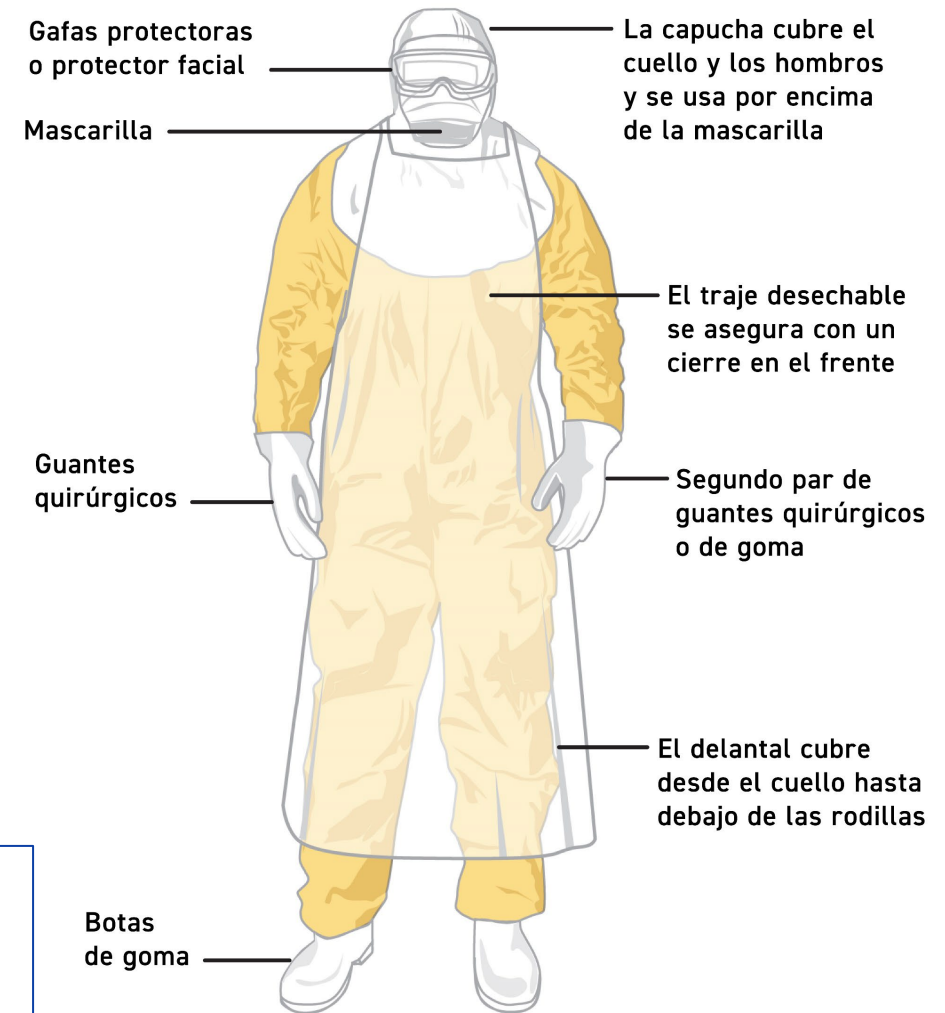 Gafas protectoras
o protector facial
Mascarilla
La capucha cubre el
cuello y los hombros
y se usa por encima
de la mascarilla
El traje desechable
se asegura con un
cierre en el frente
Guantes
quirúrgicos
Segundo par de
guantes quirúrgicos
o de goma
El delantal cubre
desde el cuello hasta
debajo de las rodillas
Botas
de goma